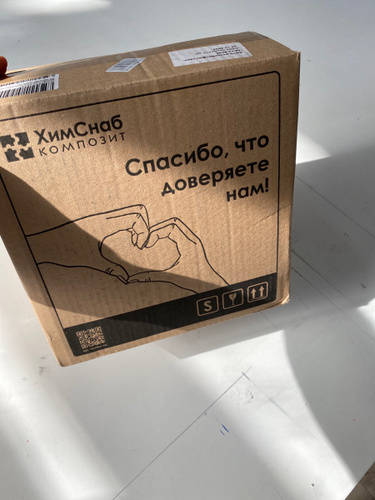 ХимСнаб
КОМПОЗИТ
Спасибо, что
доверяете
нам!
S